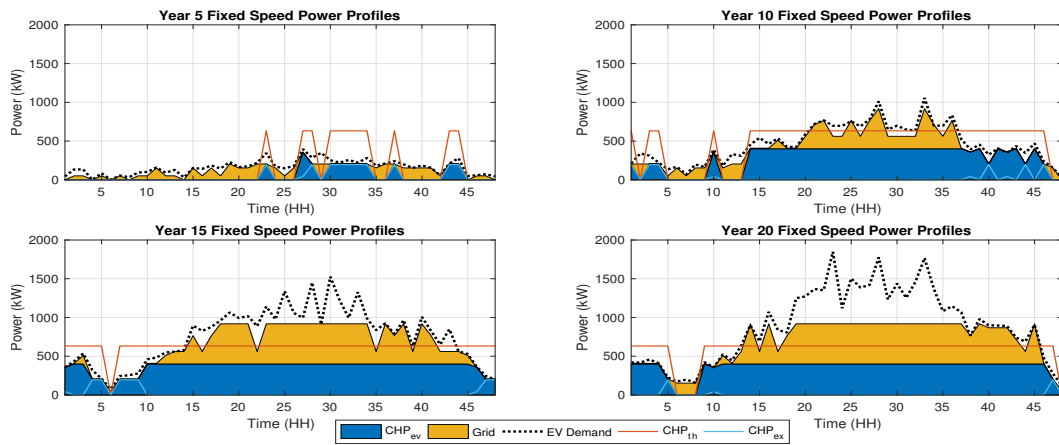 Year 5 Fixed Speed Power Profiles
2000
1500
1000
500
0
Power (kW)
5 10 15 20 25 30 35 40 45
Time (HH)
Year 10 Fixed Speed Power Profiles
2000
1500
1000
500
0
Power (kW)
5 10 15 20 25 30 35 40 45
Time (HH)
Year 15 Fixed Speed Power Profiles
2000
1500
1000
500
0
Power (kW)
5 10 15 20 25 30 35 40 45
Time (HH)
Year 20 Fixed Speed Power Profiles
2000
1500
1000
500
0
Power (kW)
5 10 15 20 25 30 35 40 45
Time (HH)
CHP_ev Grid EV Demand CHP_th CHP_ex